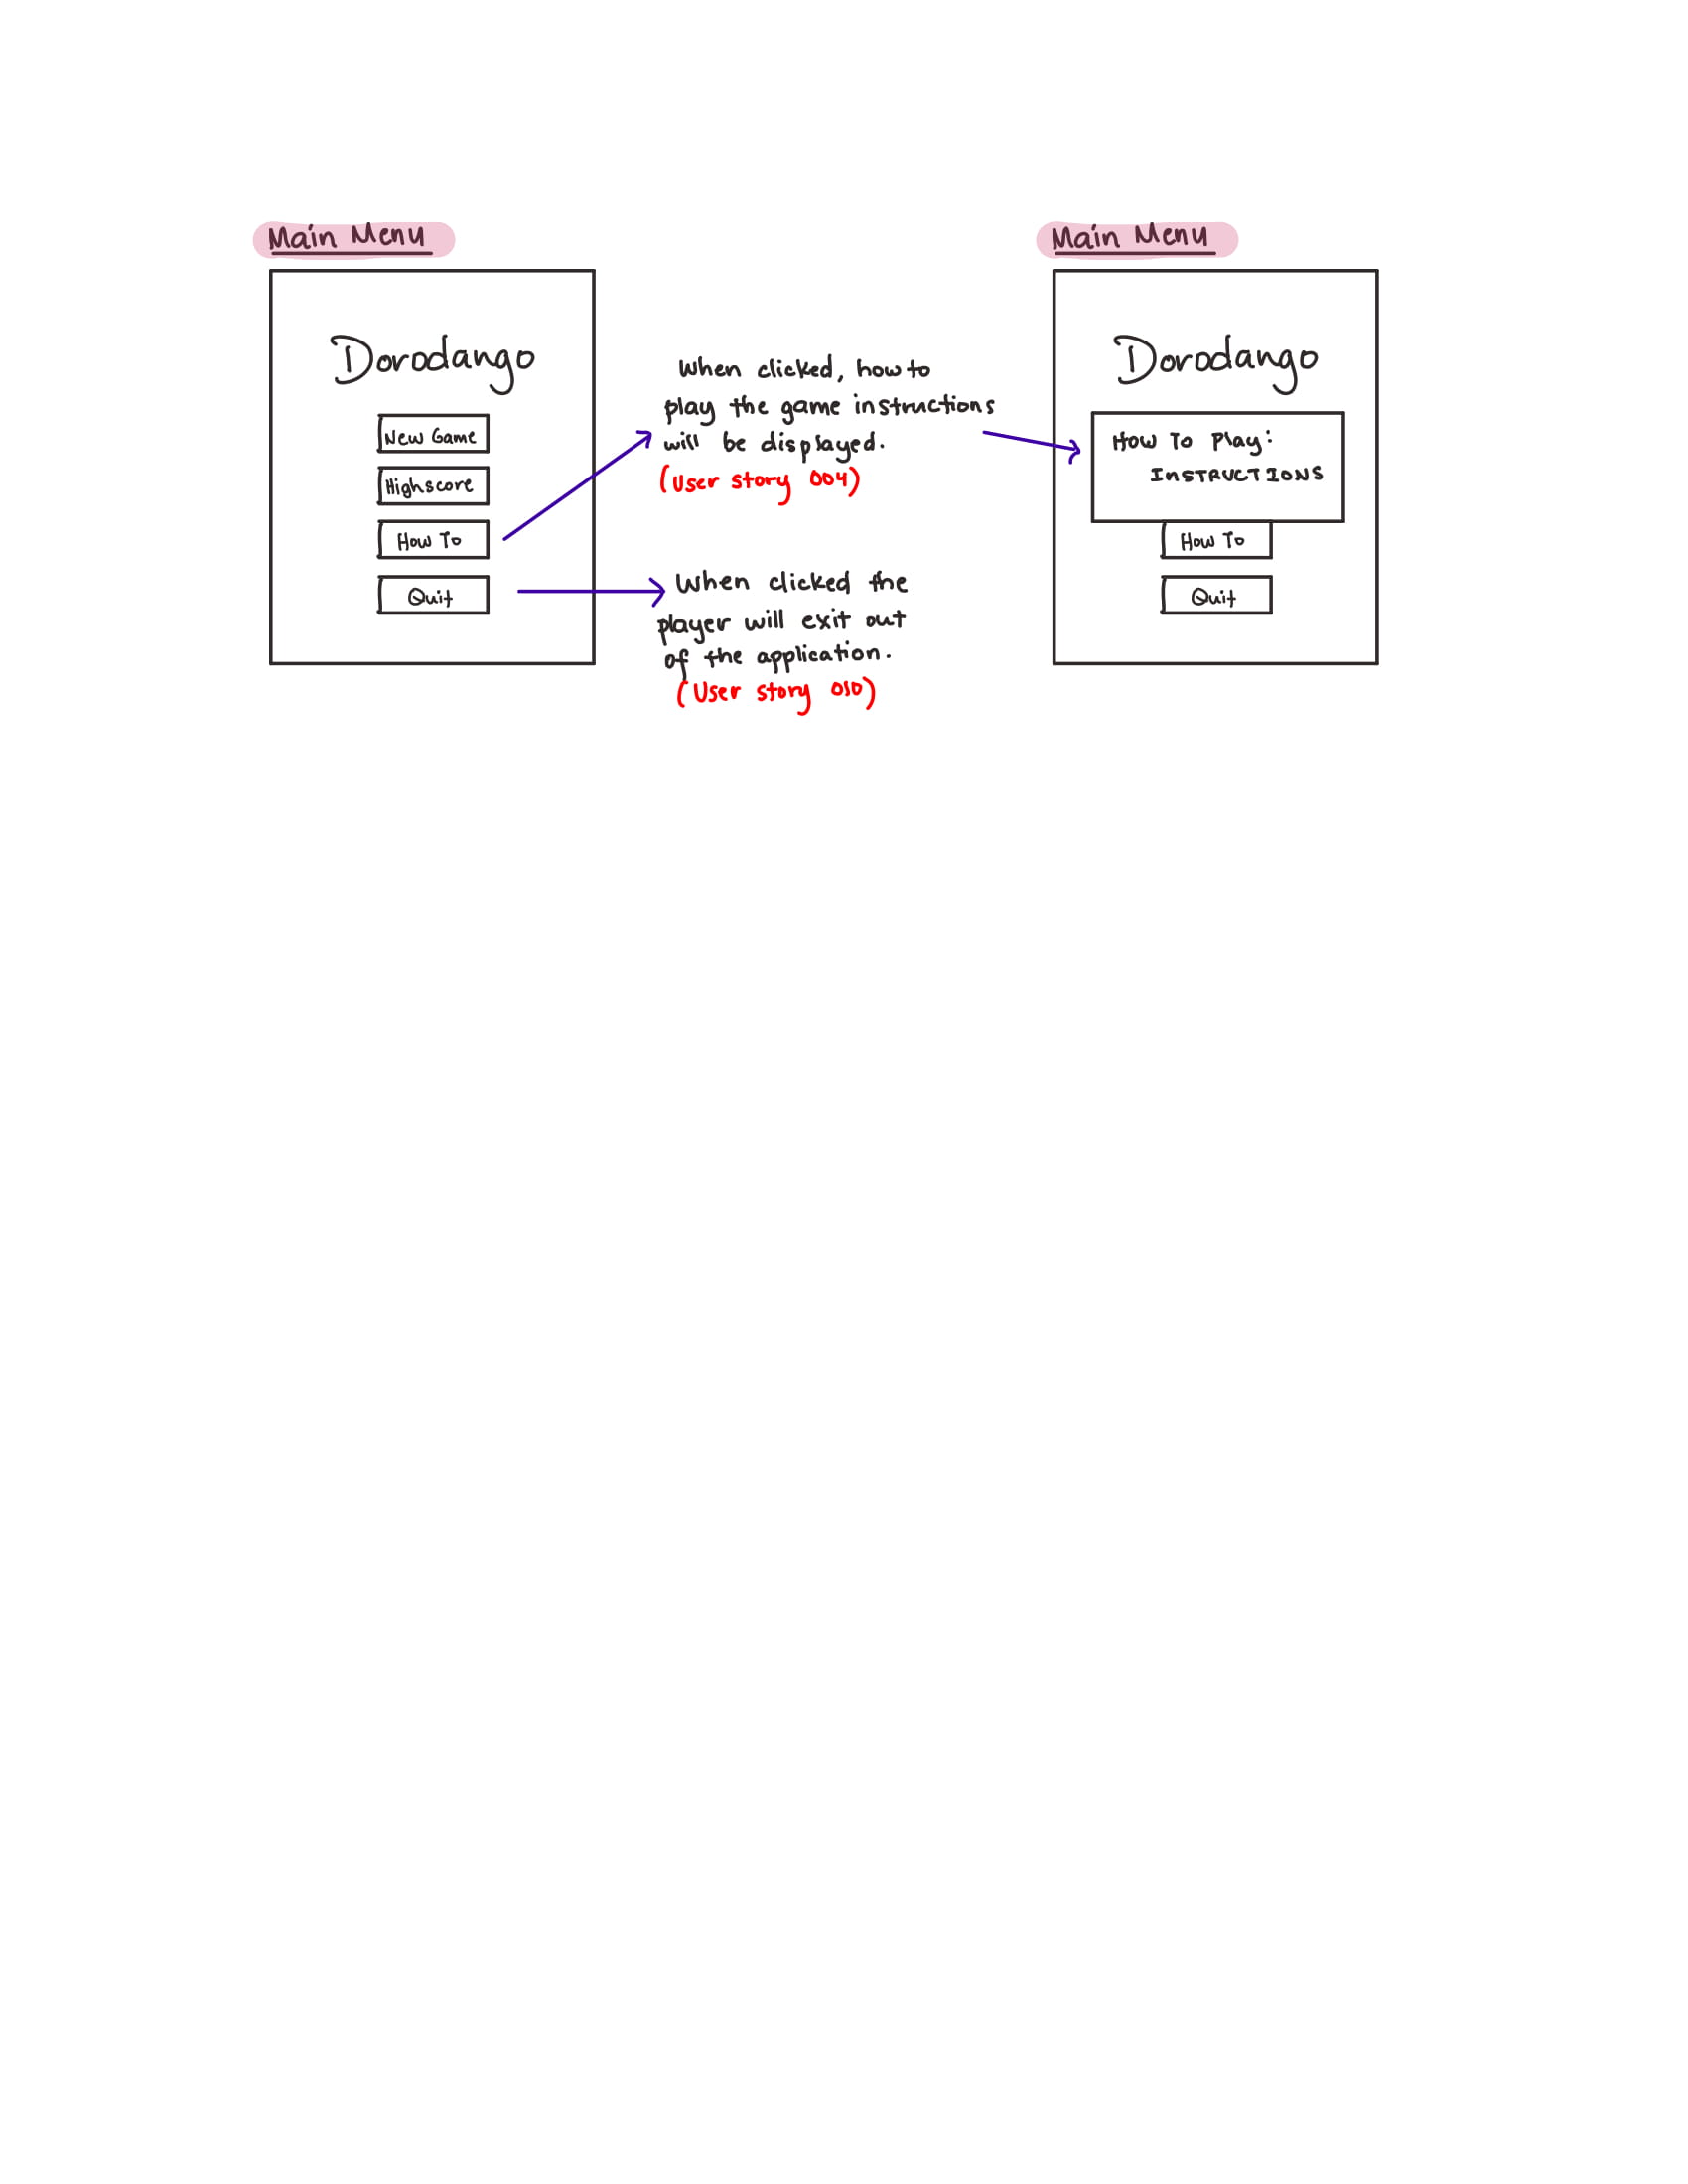 Main Menu
Dorodango
New Game
Highscore
How To
Quit
When clicked, how to
play the game instructions
will be displayed.
(User story 004)
When clicked the
player will exit out
of the application.
(User story 010)
Main Menu
Dorodango
How To Play:
INSTRUCTIONS
How To
Quit